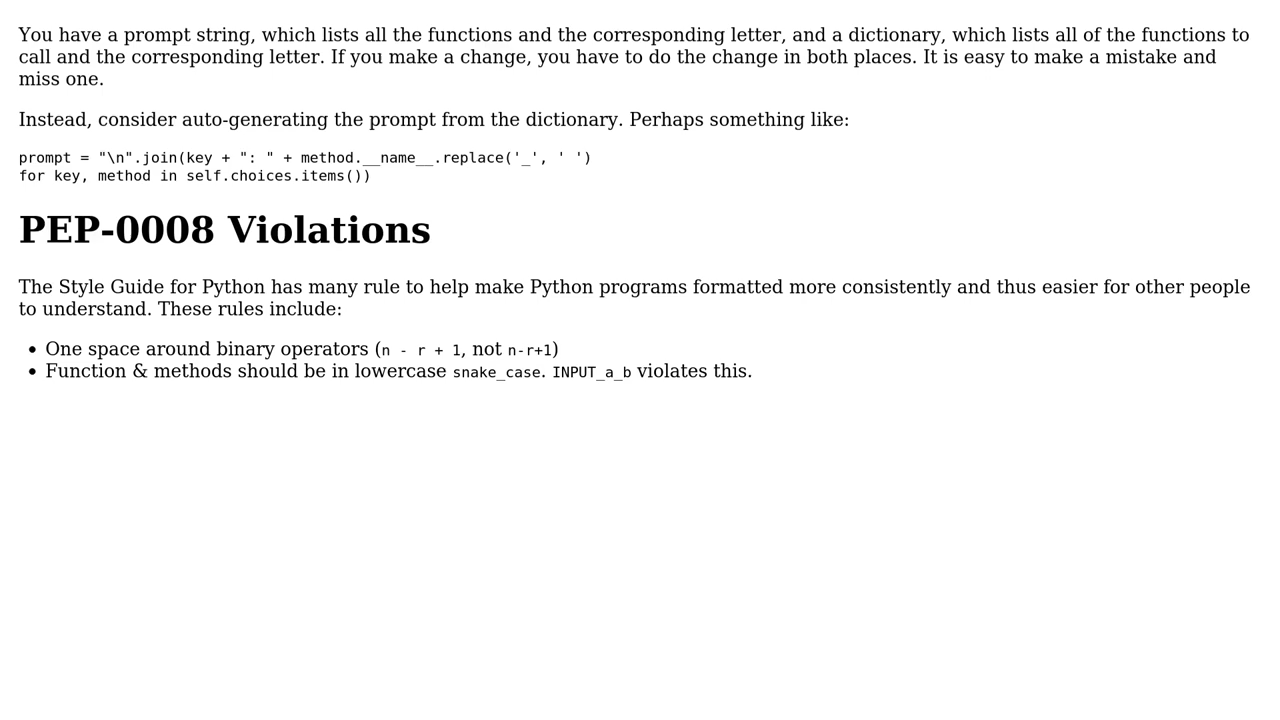 You have a prompt string, which lists all the functions and the corresponding letter, and a dictionary, which lists all of the functions to
call and the corresponding letter. If you make a change, you have to do the change in both places. It is easy to make a mistake and
miss one.
Instead, consider auto-generating the prompt from the dictionary. Perhaps something like:
prompt = "\n".join(key + ": " + method.__name__.replace('_', ' ')
for key, method in self.choices.items())
PEP-0008 Violations
The Style Guide for Python has many rule to help make Python programs formatted more consistently and thus easier for other people
to understand. These rules include:
• One space around binary operators (n - r + 1, not n-r+1)
• Function & methods should be in lowercase snake_case. INPUT_a_b violates this.